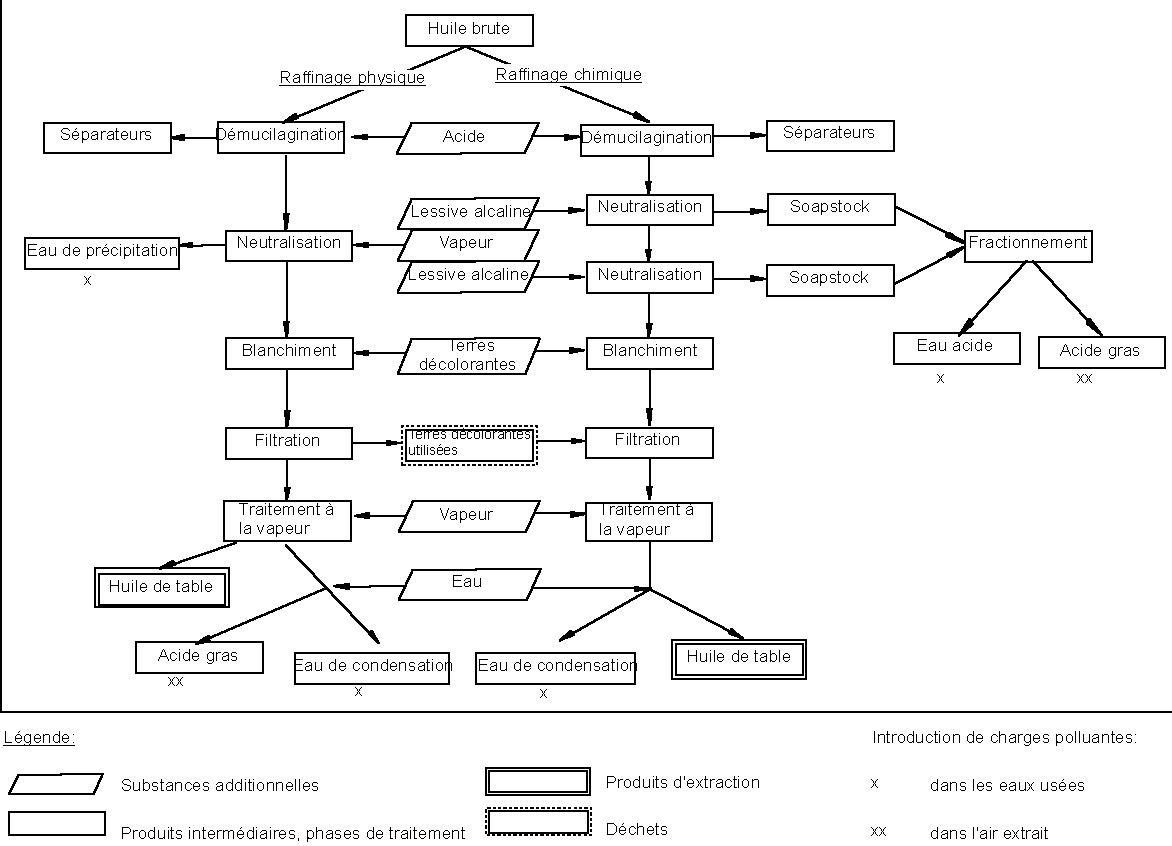 Huile brute
Raffinage physique
Raffinage chimique
Séparateurs
Démucilagination
Acide
Démucilagination
Séparateurs
Lessive alcaline
Neutralisation
Soapstock
Eau de précipitation
x
Neutralisation
Vapeur
Fractionnement
Lessive alcaline
Neutralisation
Soapstock
Blanchiment
Terres
décolorantes
Blanchiment
Eau acide
x
Acide gras
xx
Filtration
Terres décolorantes
utilisées
Filtration
Traitement à
la vapeur
Vapeur
Traitement à
la vapeur
Huile de table
Eau
Acide gras
xx
Eau de condensation
x
Eau de condensation
x
Huile de table
Légende:
Introduction de charges polluantes:
Substances additionnelles
Produits d'extraction
x dans les eaux usées
Produits intermédiaires, phases de traitement
Déchets
xx dans l'air extrait